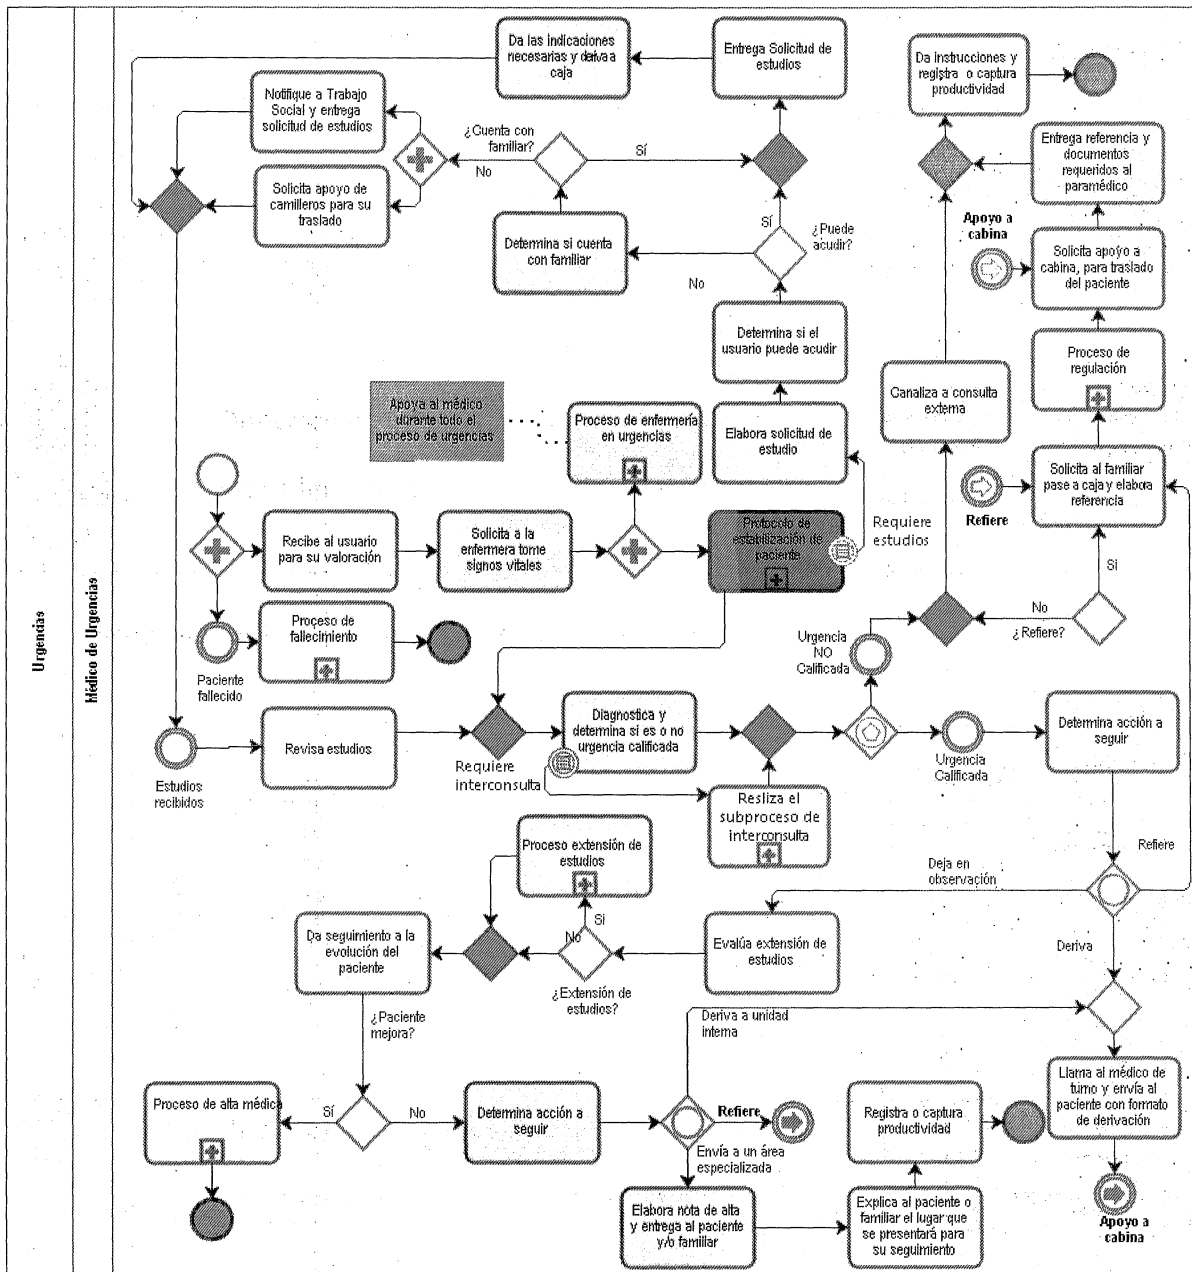 Urgencias
Médico de Urgencias
Da las indicaciones
necesarias y deriva a
caja
Entrega Solicitud de
estudios
Da instrucciones y
registra o captura
productividad
Notifique a Trabajo
Social y entrega
solicitud de estudios
¿Cuenta con
familiar?
Sí
No
Entrega referencia y
documentos
requeridos al
paramédico
Solicita apoyo de
camilleros para su
traslado
Determina si cuenta
con familiar
Sí
¿Puede
acudir?
No
Apoyo a
cabina
Solicita apoyo a
cabina, para traslado
del paciente
Determina si el
usuario puede acudir
Proceso de
regulación
Canaliza a consulta
externa
Apoya al médico
durante todo el
proceso de urgencias
Proceso de enfermería
en urgencias
Elabora solicitud de
estudio
Solicita al familiar
pase a caja y elabora
referencia
Refiere
Recibe al usuario
para su valoración
Solicita a la
enfermera tome
signos vitales
Protocolo de
estabilización de
paciente
Requiere
estudios
Sí
No
¿Refiere?
Proceso de
fallecimiento
Paciente
fallecido
Urgencia
NO
Calificada
Revisa estudios
Estudios
recibidos
Requiere
interconsulta
Diagnostica y
determina si es o no
urgencia calificada
Urgencia
Calificada
Determina acción a
seguir
Resliza el
subproceso de
interconsulta
Proceso extensión de
estudios
Deja en
observación
Refiere
Da seguimiento a la
evolución del
paciente
No
Si
¿Extensión de
estudios?
Evalúa extensión de
estudios
Deriva
¿Paciente
mejora?
Deriva a unidad
interna
Proceso de alta médica
Sí
No
Determina acción a
seguir
Refiere
Envía a un área
especializada
Registra o captura
productividad
Llama al médico de
turno y envía al
paciente con formato
de derivación
Elabora nota de alta
y entrega al paciente
y/o familiar
Explica al paciente o
familiar el lugar que
se presentará para
su seguimiento
Apoyo a
cabina